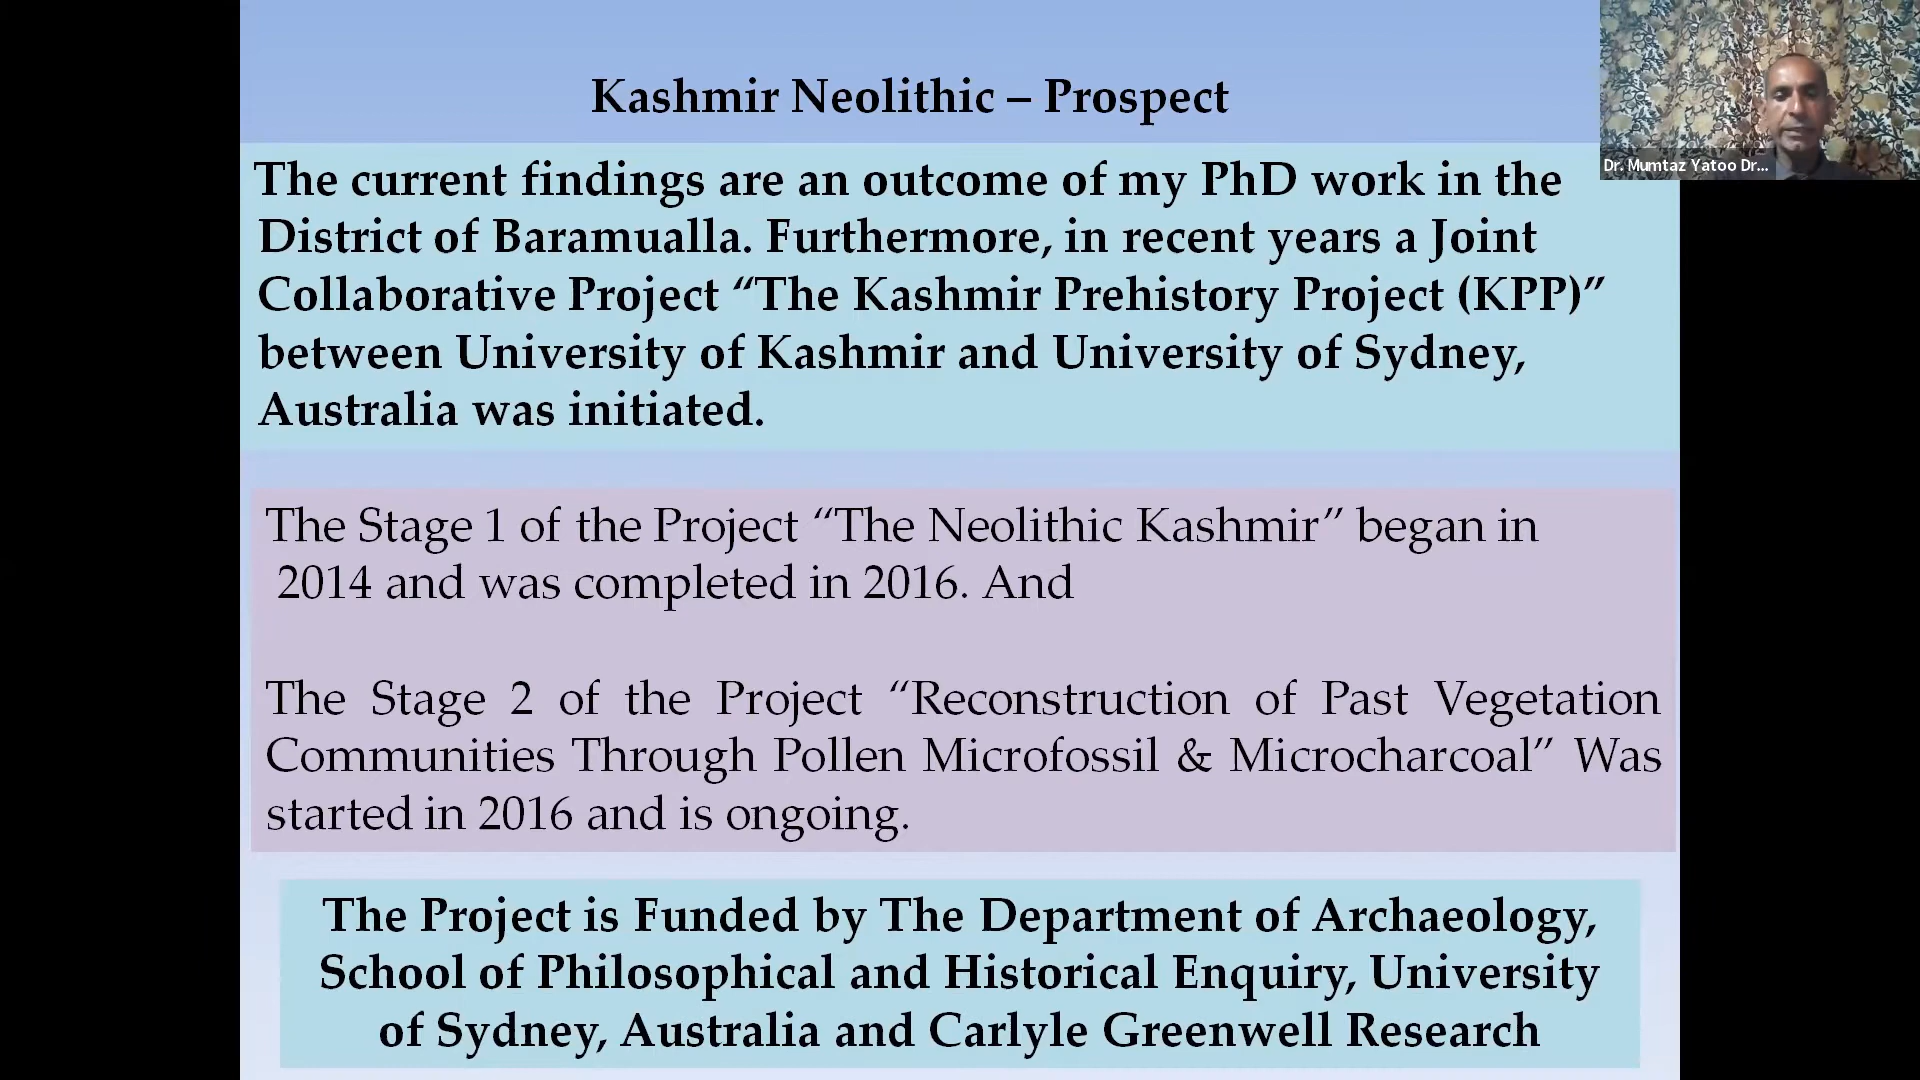 Kashmir Neolithic – Prospect
The current findings are an outcome of my PhD work in the
District of Baramualla. Furthermore, in recent years a Joint
Collaborative Project “The Kashmir Prehistory Project (KPP)”
between University of Kashmir and University of Sydney,
Australia was initiated.
The Stage 1 of the Project “The Neolithic Kashmir” began in
2014 and was completed in 2016. And
The Stage 2 of the Project “Reconstruction of Past Vegetation
Communities Through Pollen Microfossil & Microcharcoal” Was
started in 2016 and is ongoing.
The Project is Funded by The Department of Archaeology,
School of Philosophical and Historical Enquiry, University
of Sydney, Australia and Carlyle Greenwell Research
Dr. Mumtaz Yatoo Dr...